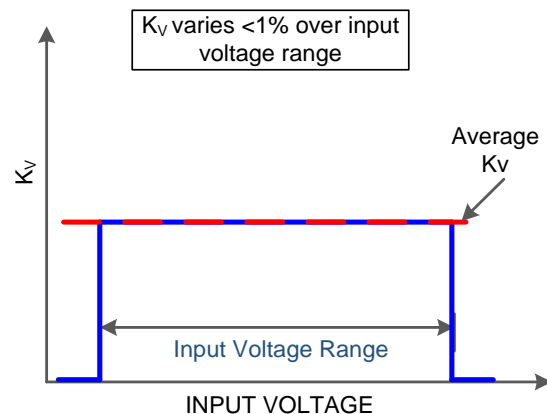 KV varies <1% over input
voltage range
Average
Kv
KV
Input Voltage Range
INPUT VOLTAGE